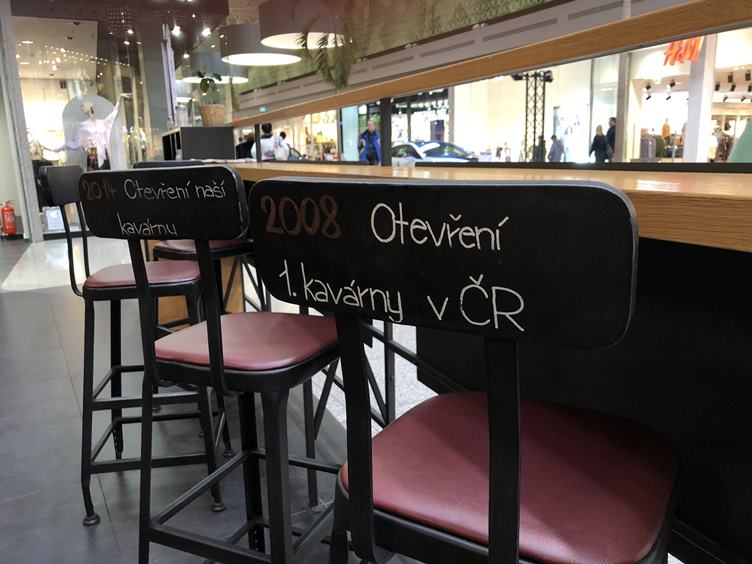 2014 Otevření naší
kavárny
2008 Otevření
1. kavárny v ČR
H&M